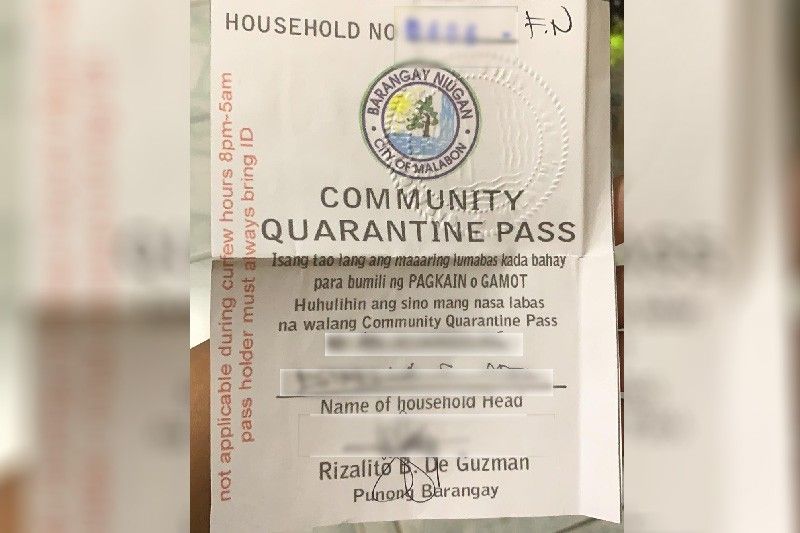 HOUSEHOLD NO
F.N
BARANGAY NIUGAN
CITY OF MALABON
COMMUNITY
QUARANTINE PASS
Isang tao lang ang maaaring lumabas kada bahay
para bumili ng PAGKAIN o GAMOT
Huhulihin ang sino mang nasa labas
na walang Community Quarantine Pass
Name of household Head
Rizalito B. De Guzman
Punong Barangay
not applicable during curfew hours 8pm-5am
pass holder must always bring ID